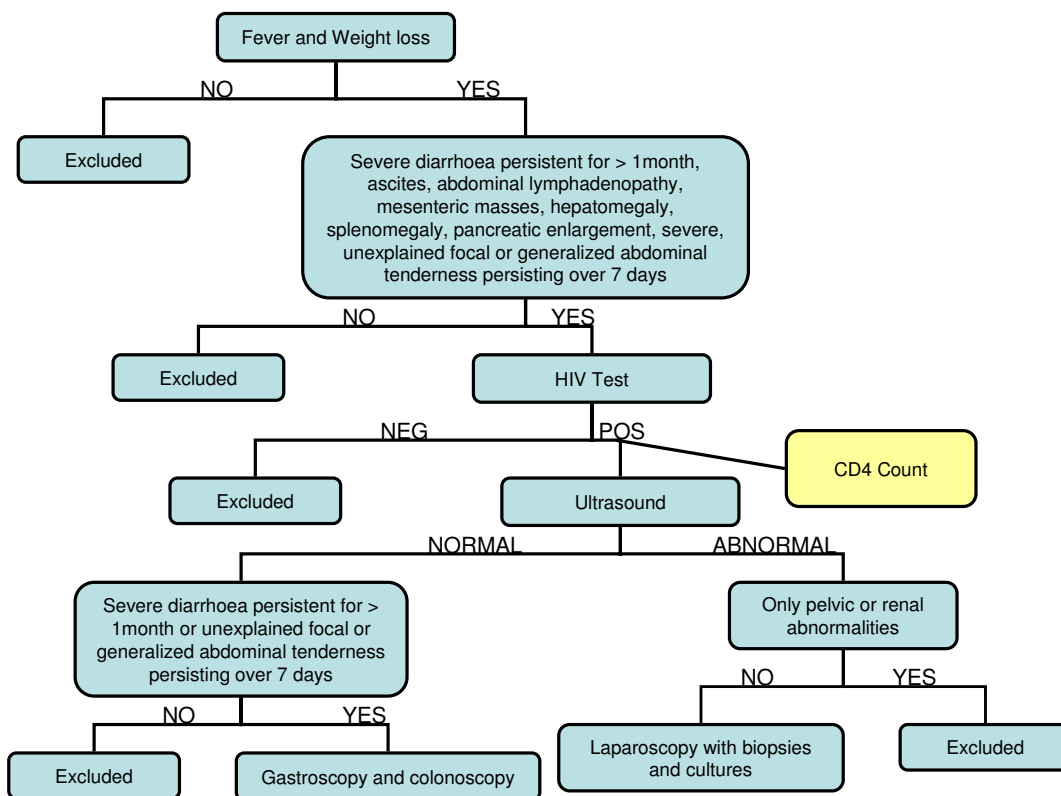 Fever and Weight loss
NO
YES
Excluded
Severe diarrhoea persistent for > 1month,
ascites, abdominal lymphadenopathy,
mesenteric masses, hepatomegaly,
splenomegaly, pancreatic enlargement, severe,
unexplained focal or generalized abdominal
tenderness persisting over 7 days
NO
YES
Excluded
HIV Test
NEG
POS
CD4 Count
Excluded
Ultrasound
NORMAL
ABNORMAL
Severe diarrhoea persistent for >
1month or unexplained focal or
generalized abdominal tenderness
persisting over 7 days
Only pelvic or renal
abnormalities
NO
YES
NO
YES
Excluded
Gastroscopy and colonoscopy
Laparoscopy with biopsies
and cultures
Excluded